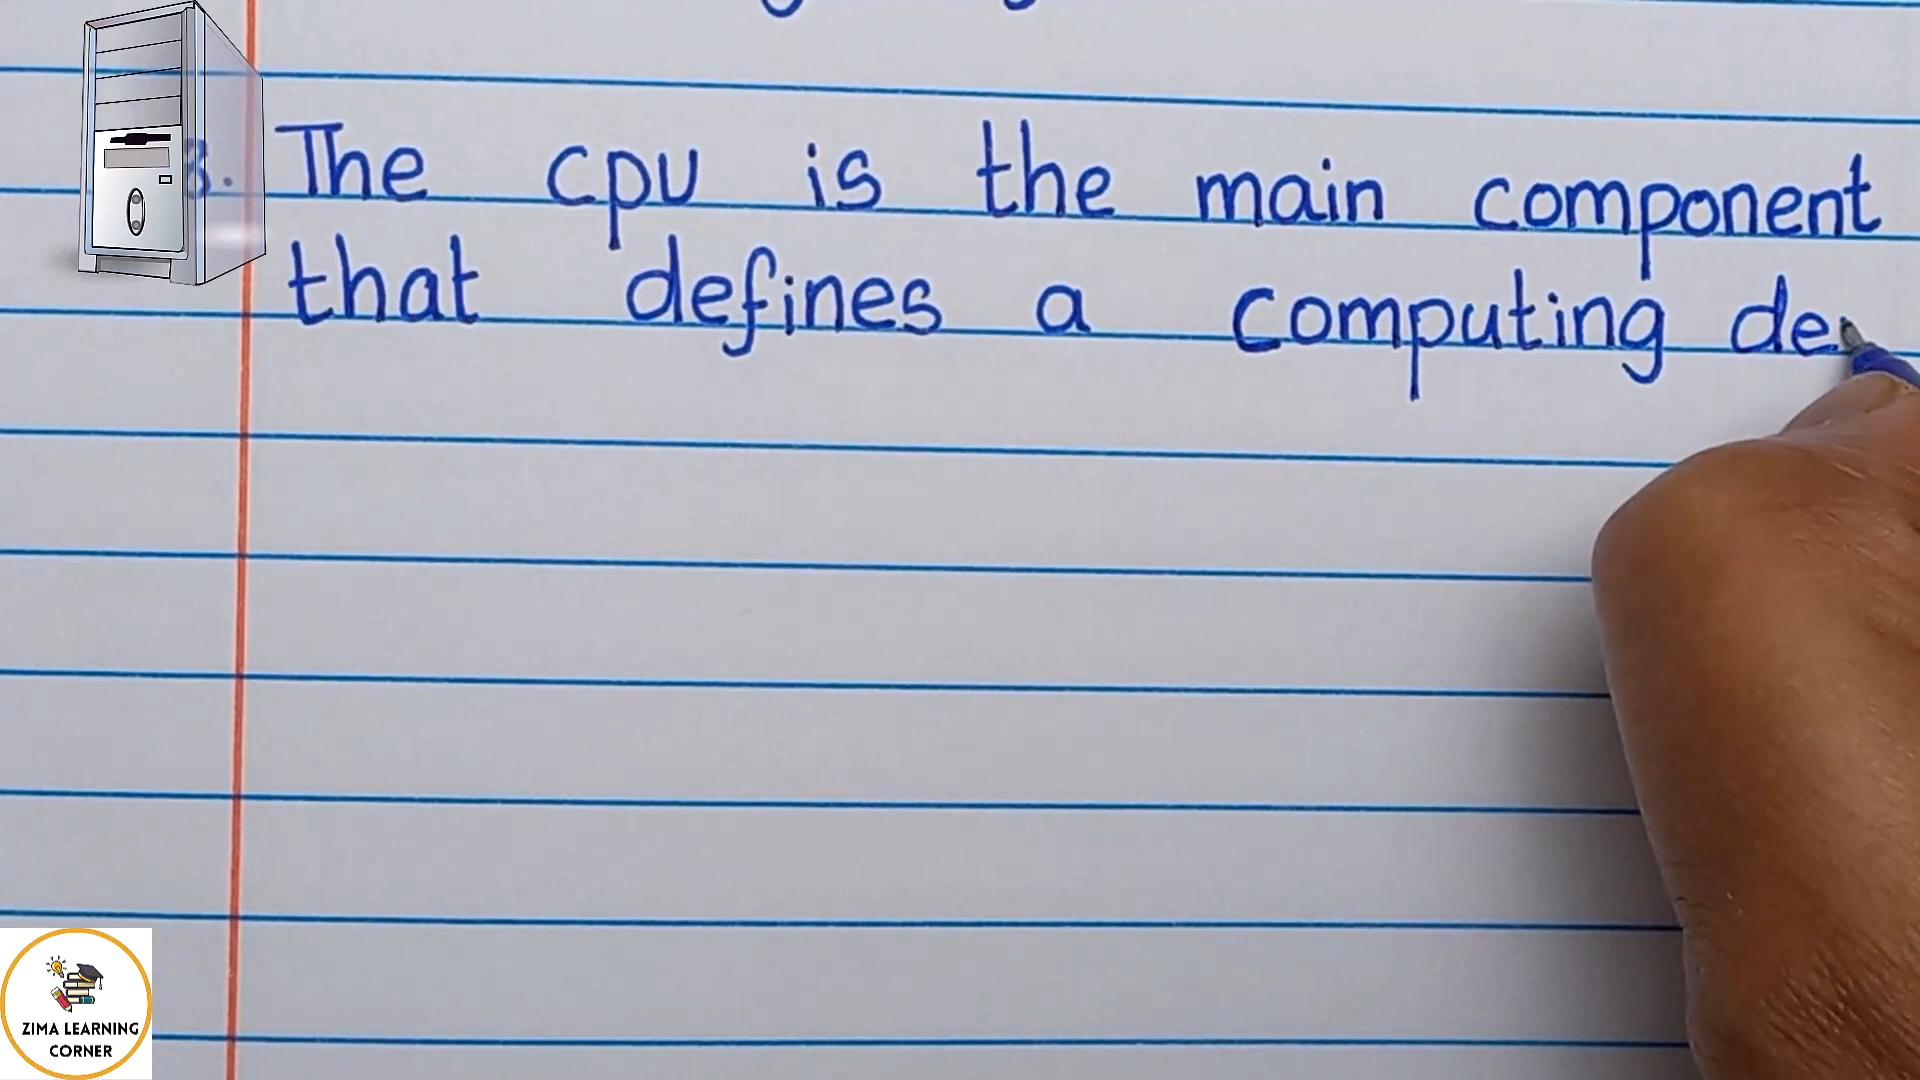 3. The cpu is the main component
that defines a computing de
ZIMA LEARNING
CORNER